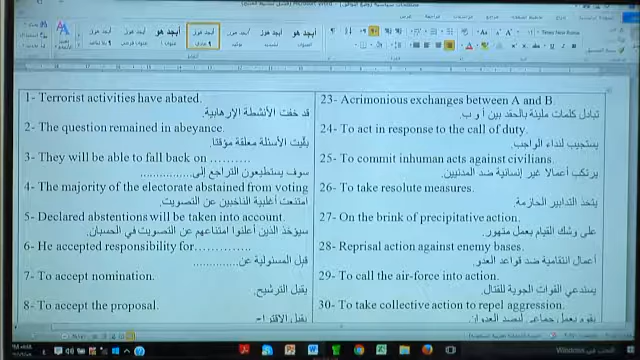 1- Terrorist activities have abated.
قد خفت الأنشطة الإرهابية.
2- The question remained in abeyance.
بقيت الأسئلة معلقة مؤقتا.
3- They will be able to fall back on ..........
سوف يستطيعون التراجع إلى......................
4- The majority of the electorate abstained from voting
امتنعت أغلبية الناخبين عن التصويت.
5- Declared abstentions will be taken into account.
سيؤخذ الذين أعلنوا امتناعهم عن التصويت في الحسبان.
6- He accepted responsibility for..............
قبل المسئولية عن.............
7- To accept nomination.
يقبل الترشيح.
8- To accept the proposal.
يقبل الاقتراح.
23- Acrimonious exchanges between A and B.
تبادل كلمات مليئة بالحقد بين أ و ب.
24- To act in response to the call of duty.
يستجيب لنداء الواجب.
25- To commit inhuman acts against civilians.
يرتكب أعمالا غير إنسانية ضد المدنيين.
26- To take resolute measures.
يتخذ التدابير الحازمة.
27- On the brink of precipitative action.
على وشك القيام بعمل متهور.
28- Reprisal action against enemy bases.
أعمال انتقامية ضد قواعد العدو.
29- To call the air-force into action.
يستدعي القوات الجوية للقتال.
30- To take collective action to repel aggression.
يقوم بعمل جماعي لصد العدوان.